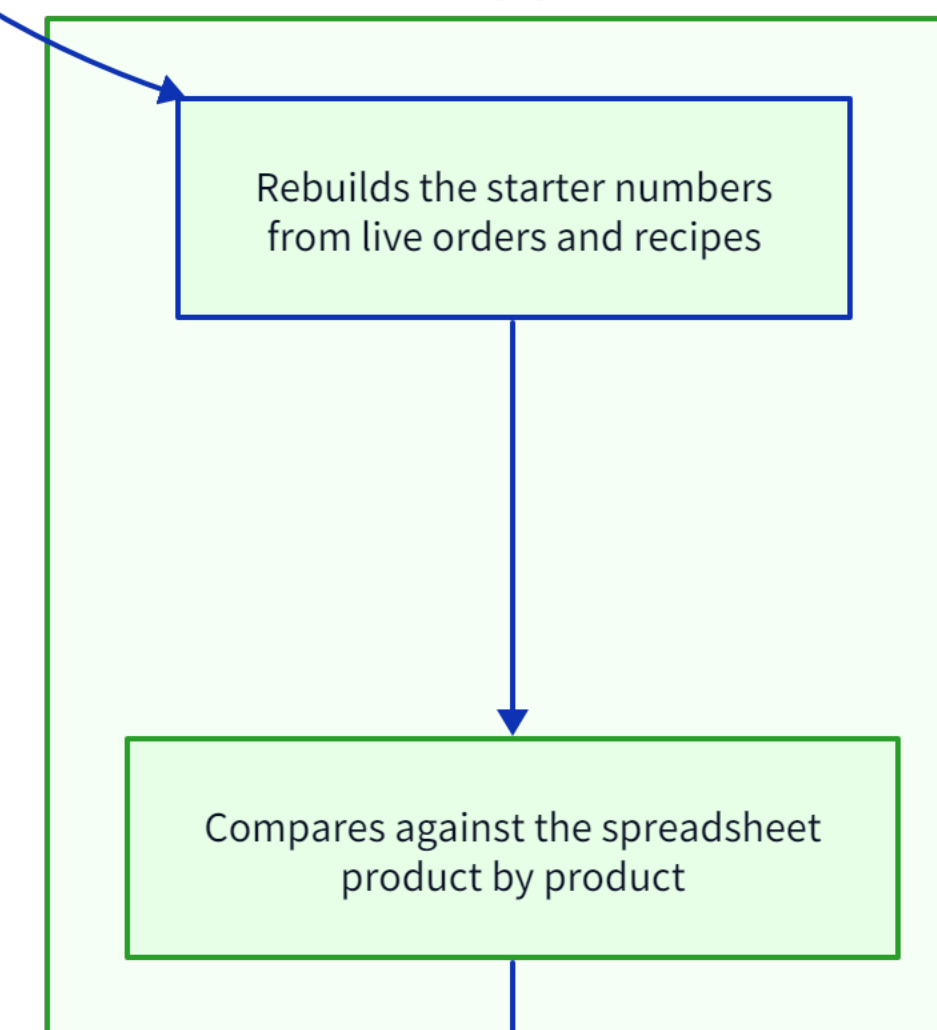 Rebuilds the starter numbers
from live orders and recipes
Compares against the spreadsheet
product by product